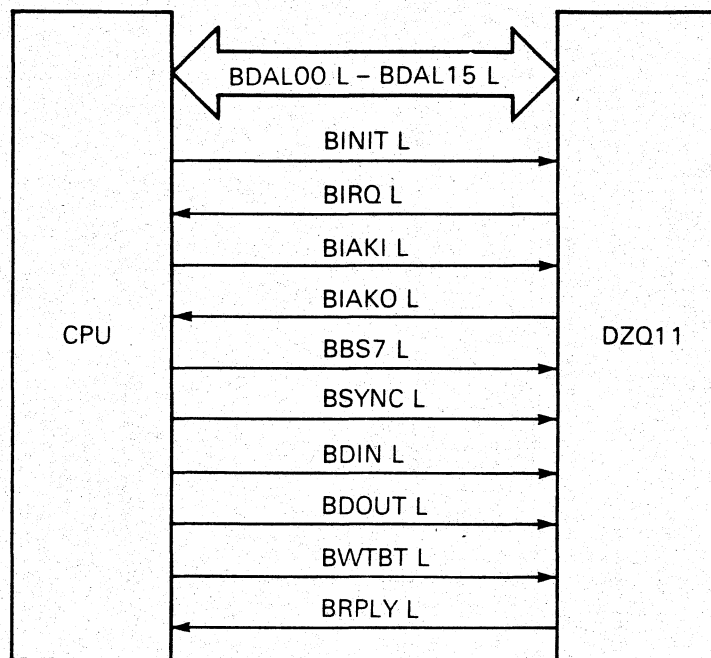 BDAL00 L – BDAL15 L
BINIT L
BIRQ L
BIAKI L
BIAKO L
CPU
DZQ11
BBS7 L
BSYNC L
BDIN L
BDOUT L
BWTBT L
BRPLY L